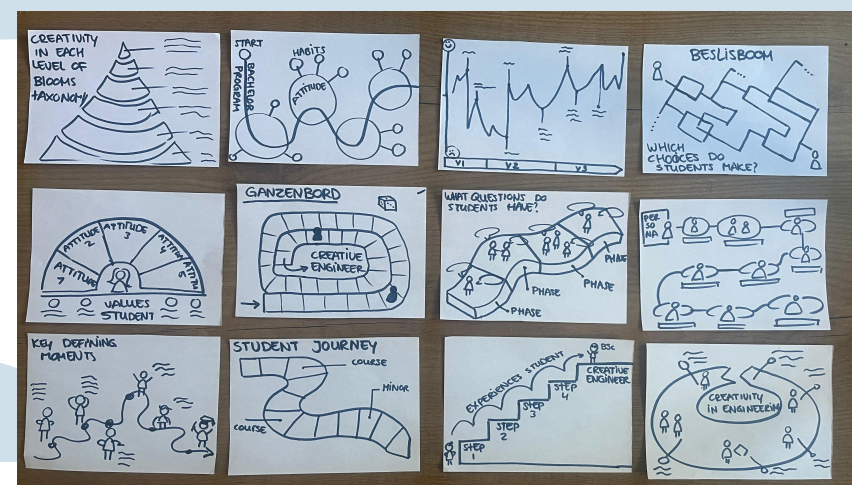 CREATIVITY
IN EACH
LEVEL OF
BLOOMS
TAXONOMY
START
BACHELOR
PROGRAM
HABITS
ATTITUDE
Y1
Y2
Y3
BESLISBOOM
WHICH
CHOICES DO
STUDENTS MAKE?
ATTITUDE
1
ATTITUDE
2
ATTITUDE
3
ATTITUDE
4
5
VALUES
STUDENT
GANZENBORD
CREATIVE
ENGINEER
WHAT QUESTIONS DO
STUDENTS HAVE?
PHASE
PHASE
PHASE
PHASE
PER
SO
NA
KEY DEFINING
MOMENTS
STUDENT JOURNEY
COURSE
MINOR
COURSE
EXPERIENCES STUDENT
BSc
CREATIVE
ENGINEER
STEP
4
STEP
3
STEP
2
STEP
1
CREATIVITY
IN ENGINEERIN